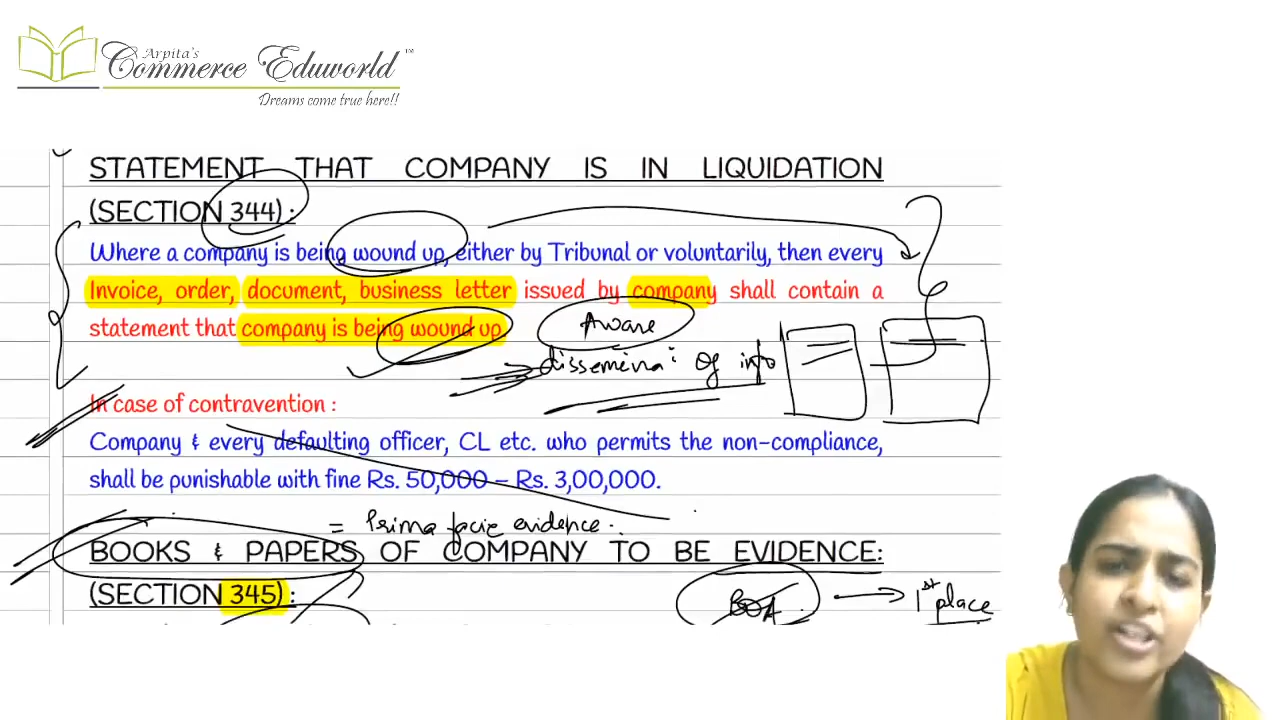 Arpita's
Commerce Eduworld™
Dreams come true here!!
STATEMENT THAT COMPANY IS IN LIQUIDATION
(SECTION 344) :
Where a company is being wound up, either by Tribunal or voluntarily, then every
Invoice, order, document, business letter issued by company shall contain a
statement that company is being wound up.
Aware
disseminaⁿ of info
In case of contravention :
Company & every defaulting officer, CL etc. who permits the non-compliance,
shall be punishable with fine Rs. 50,000 – Rs. 3,00,000.
= Prima facie evidence.
BOOKS & PAPERS OF COMPANY TO BE EVIDENCE:
(SECTION 345) :
BOA → 1st place